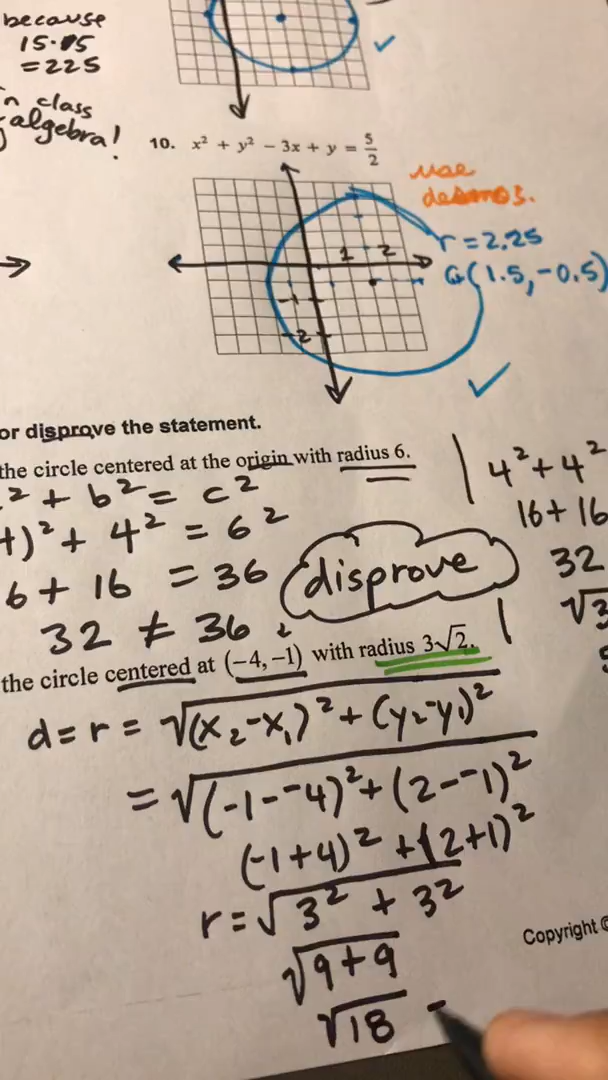 because
15.15
= 225
in class
algebra!
10. x² + y² − 3x + y = 5/2
use
desmos.
1 2
r = 2.25
(1.5, -0.5)
-1
-2
or disprove the statement.
the circle centered at the origin with radius 6.
² + b² = c²
)² + 4² = 6²
6 + 16 = 36
32 ≠ 36
disprove
4² + 4²
16 + 16
32
the circle centered at (−4, −1) with radius 3√2.
d = r = √(x₂ - x₁)² + (y₂ - y₁)²
= √(-1 - -4)² + (2 - -1)²
(-1 + 4)² + (2 + 1)²
r = √3² + 3²
√9 + 9
√18 -
Copyright ©